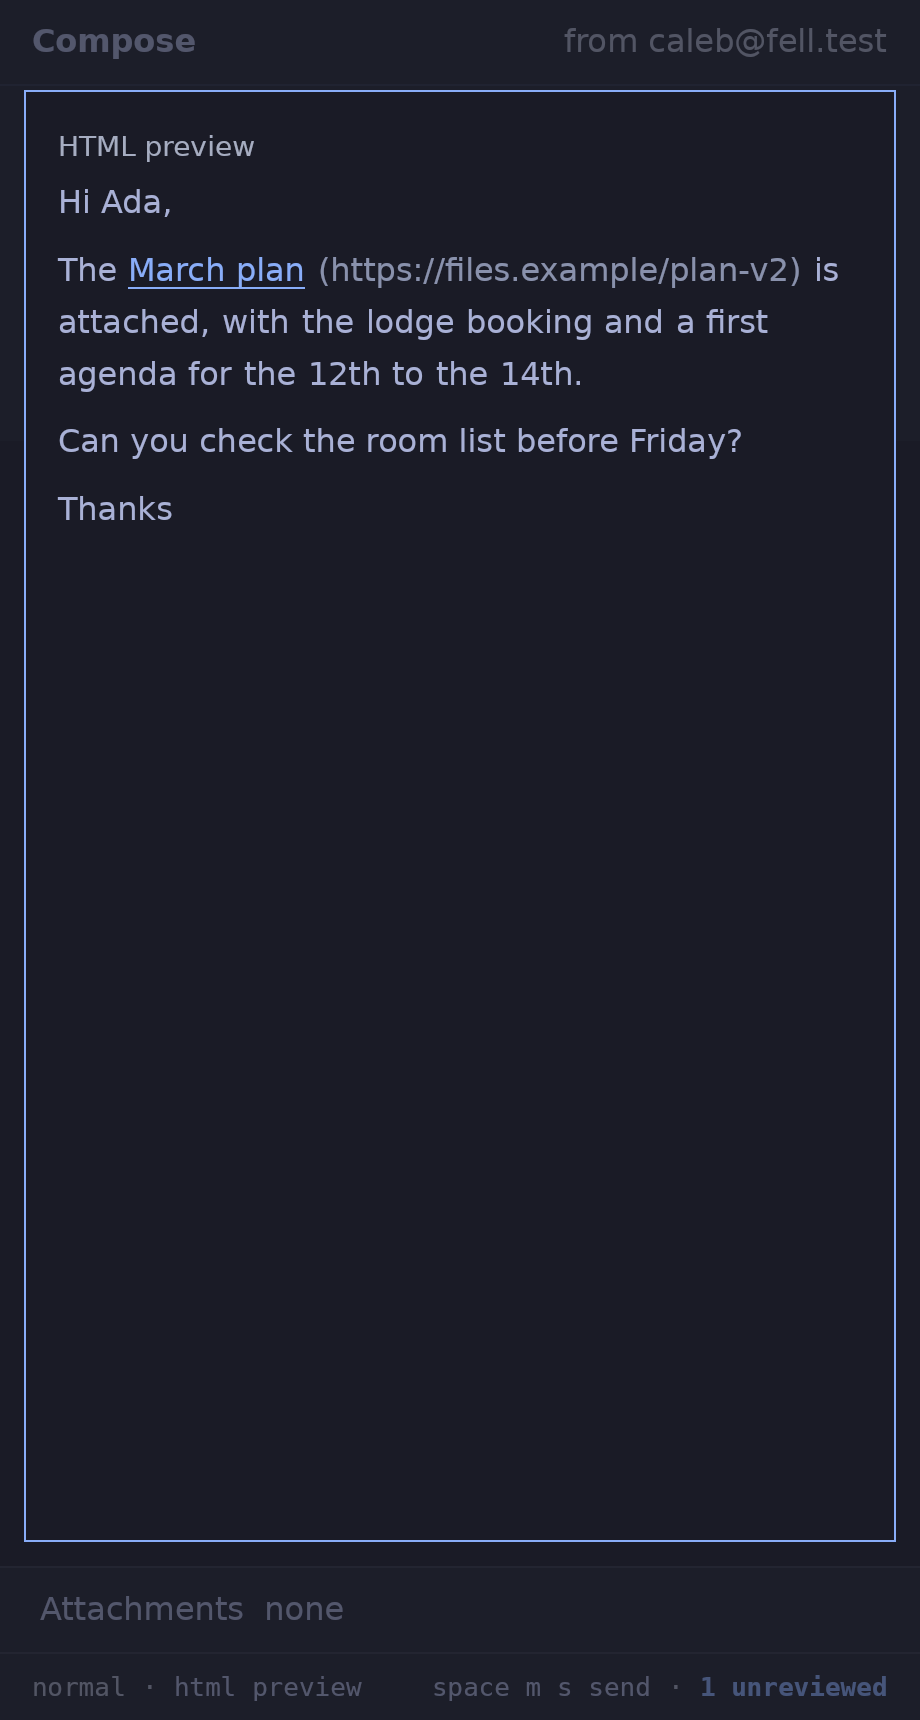 Compose from caleb@fell.test
HTML preview
Hi Ada,
The March plan (https://files.example/plan-v2) is
attached, with the lodge booking and a first
agenda for the 12th to the 14th.
Can you check the room list before Friday?
Thanks
Attachments none
normal · html preview space m s send · 1 unreviewed